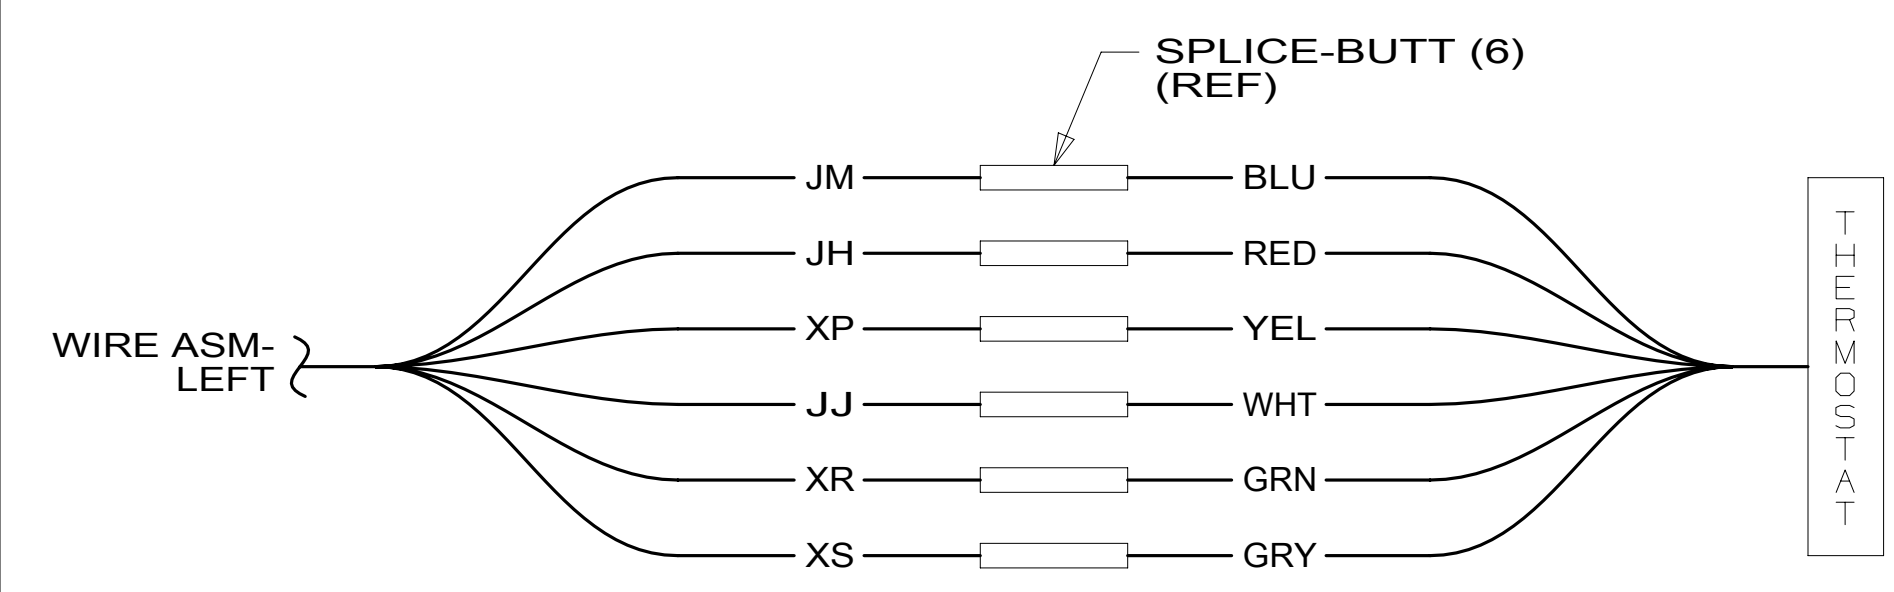 SPLICE-BUTT (6)
(REF)
JM BLU
JH RED
XP YEL
WIRE ASM-
LEFT
JJ WHT
XR GRN
XS GRY
THERMOSTAT